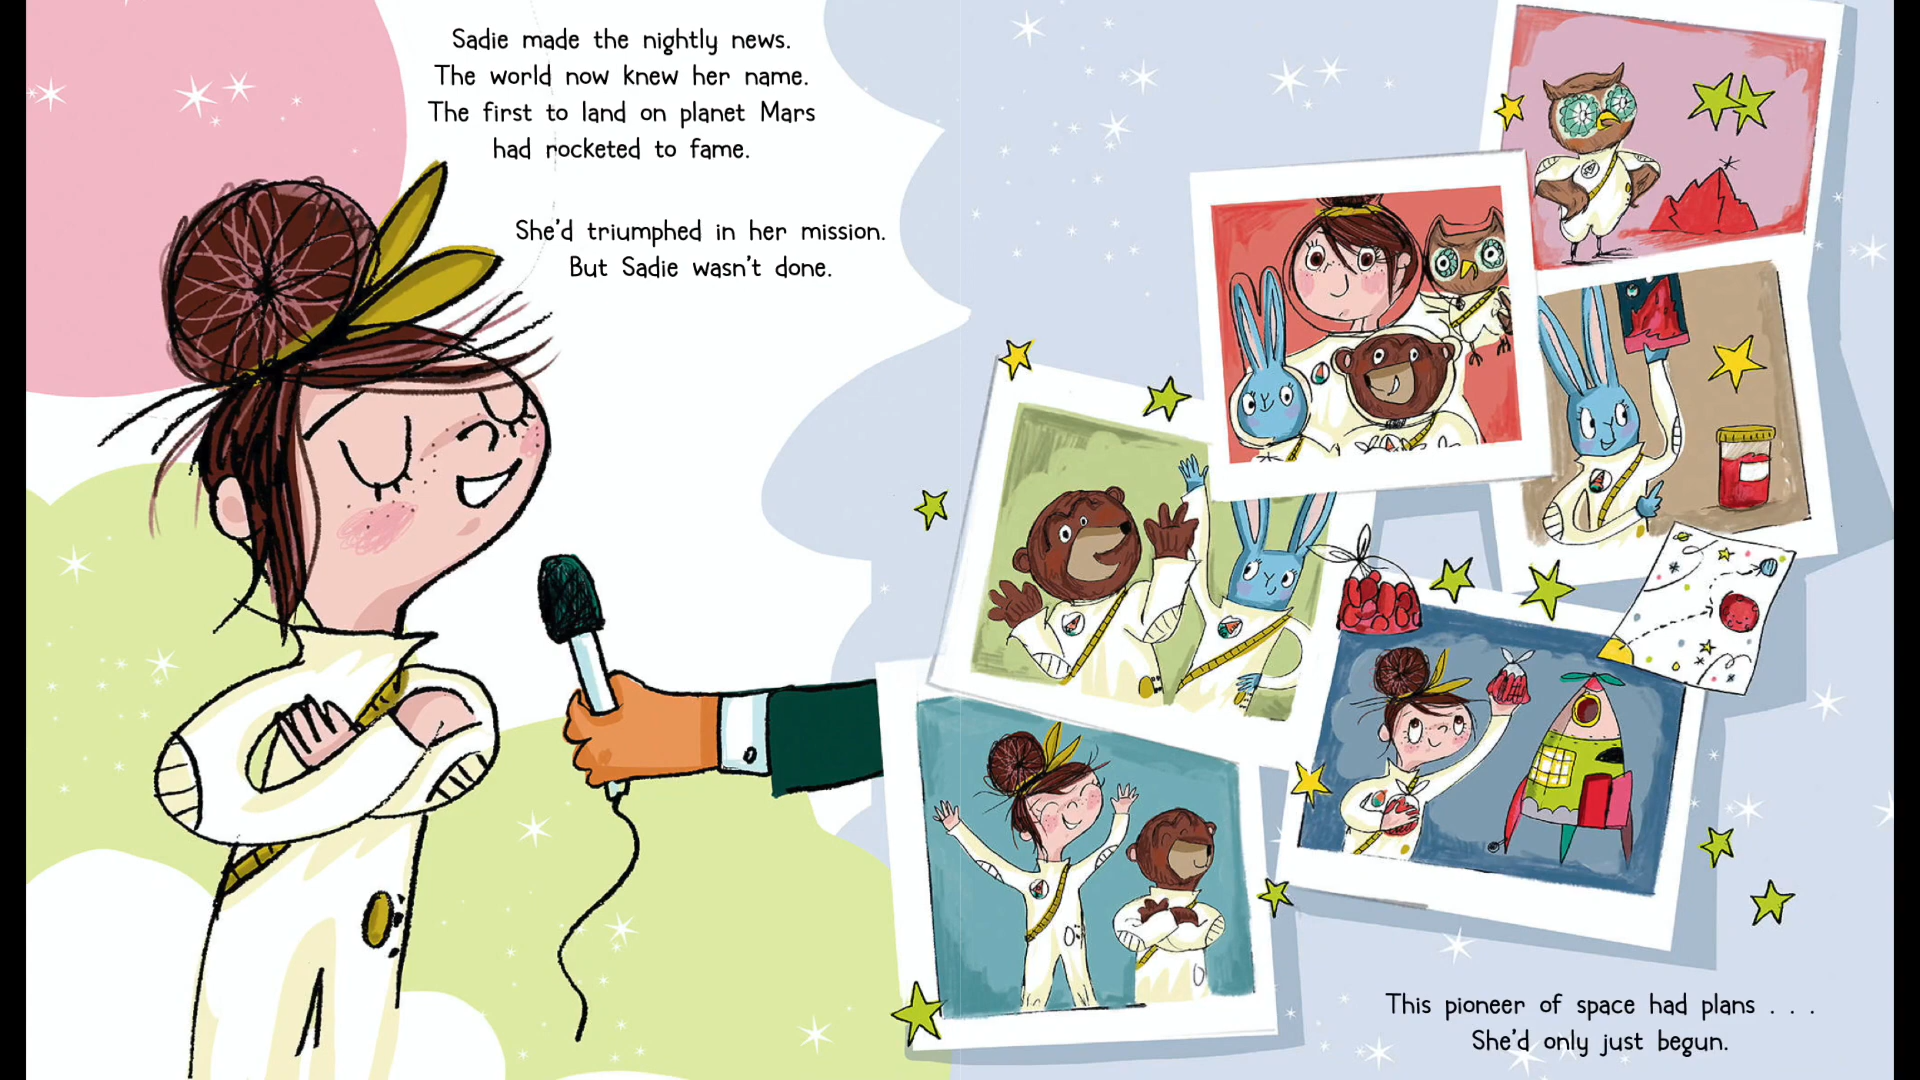 Sadie made the nightly news.
The world now knew her name.
The first to land on planet Mars
had rocketed to fame.
She'd triumphed in her mission.
But Sadie wasn't done.
This pioneer of space had plans . . .
She'd only just begun.